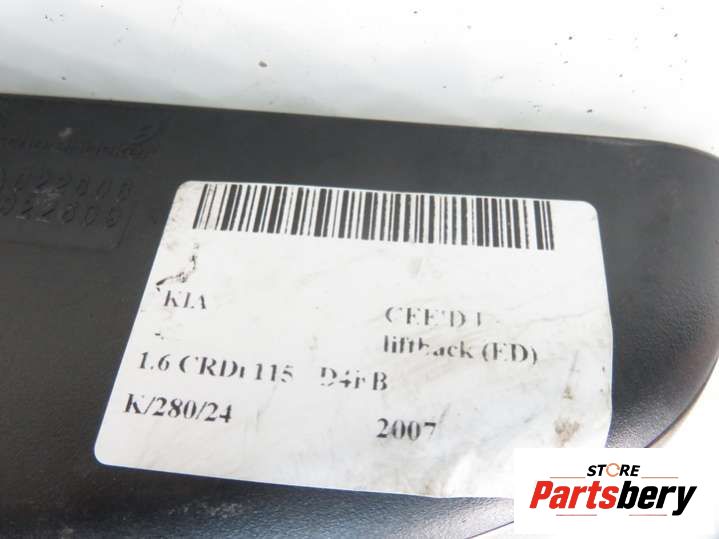 KIA
CEE'D I
liftback (ED)
1.6 CRDi 115 D4FB
K/280/24
2007
STORE
Partsbery